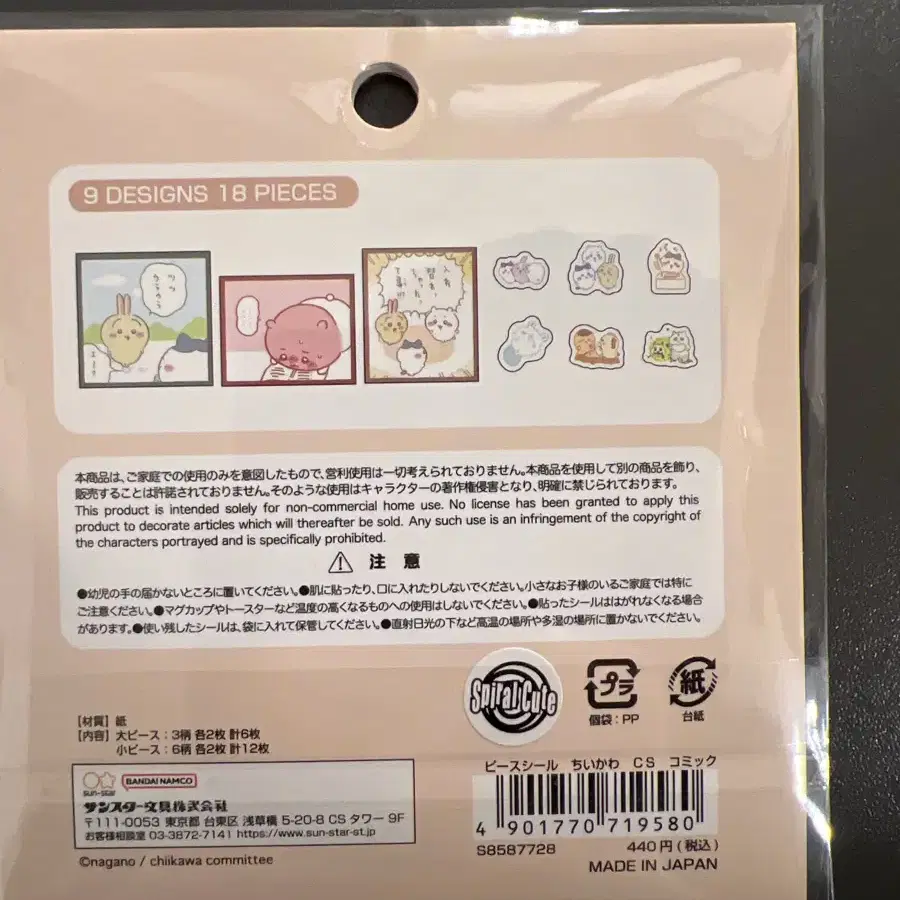 9 DESIGNS 18 PIECES
本商品は、ご家庭での使用のみを意図したもので、営利使用は一切考えられておりません。本商品を使用して別の商品を飾り、
販売することは許諾されておりません。そのような使用はキャラクターの著作権侵害となり、明確に禁じられております。
This product is intended solely for non-commercial home use. No license has been granted to apply this
product to decorate articles which will thereafter be sold. Any such use is an infringement of the copyright of
the characters portrayed and is specifically prohibited.
注 意
●幼児の手の届かないところに置いてください。●肌に貼ったり、口に入れたりしないでください。小さなお子様のいるご家庭では特に
ご注意ください。●マグカップやトースターなど温度の高くなるものへの使用はしないでください。●貼ったシールははがれなくなる場合
があります。●使い残したシールは、袋に入れて保管してください。●直射日光の下など高温の場所や多湿の場所に置かないでください。
Spiral Cute
プラ
個袋:PP
紙
台紙
【材質】紙
【内容】大ピース:3柄 各2枚 計6枚
小ピース:6柄 各2枚 計12枚
sun-star
BANDAI NAMCO
サンスター文具株式会社
〒111-0053 東京都 台東区 浅草橋 5-20-8 CS タワー 9F
お客様相談室 03-3872-7141 https://www.sun-star-st.jp
©nagano / chiikawa committee
ピースシール ちいかわ CS コミック
4 901770 719580
S8587728 440円(税込)
MADE IN JAPAN